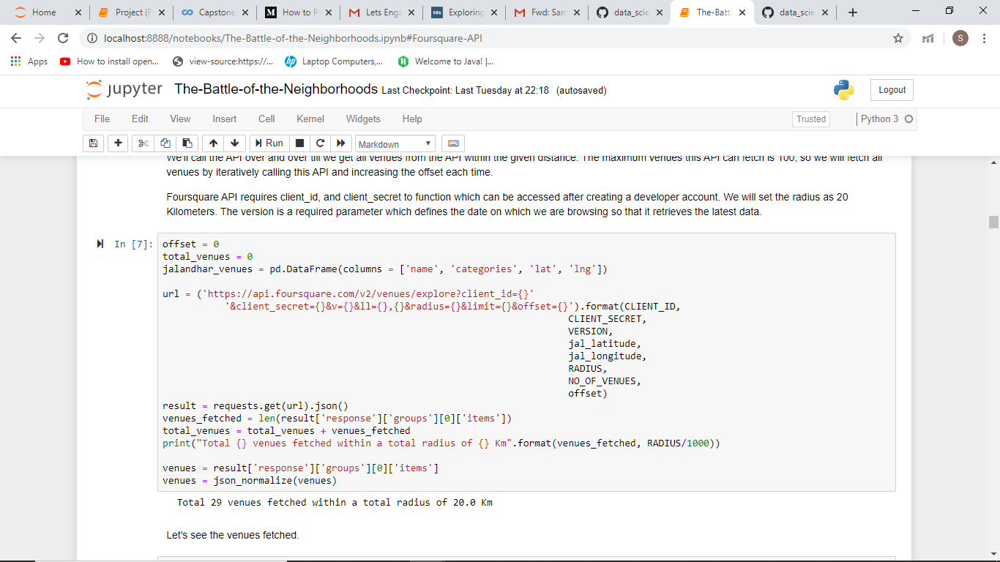 Home
Project (F
Capstone
How to P
Lets Enga
tds Exploring
Fwd: Sam
data_scie
The-Battl
data_scie
localhost:8888/notebooks/The-Battle-of-the-Neighborhoods.ipynb#Foursquare-API
S
Apps
How to install open...
view-source:https://...
hp Laptop Computers,...
H Welcome to Java! |...
jupyter The-Battle-of-the-Neighborhoods Last Checkpoint: Last Tuesday at 22:18 (autosaved)
Logout
File Edit View Insert Cell Kernel Widgets Help
Trusted
Python 3
Run
Markdown
We'll call the API over and over till we get all venues from the API within the given distance. The maximum venues this API can fetch is 100, so we will fetch all
venues by iteratively calling this API and increasing the offset each time.
Foursquare API requires client_id, and client_secret to function which can be accessed after creating a developer account. We will set the radius as 20
Kilometers. The version is a required parameter which defines the date on which we are browsing so that it retrieves the latest data.
In [7]:
offset = 0
total_venues = 0
jalandhar_venues = pd.DataFrame(columns = ['name', 'categories', 'lat', 'lng'])
url = ('https://api.foursquare.com/v2/venues/explore?client_id={}'
'&client_secret={}&v={}&ll={},{}&radius={}&limit={}&offset={}').format(CLIENT_ID,
CLIENT_SECRET,
VERSION,
jal_latitude,
jal_longitude,
RADIUS,
NO_OF_VENUES,
offset)
result = requests.get(url).json()
venues_fetched = len(result['response']['groups'][0]['items'])
total_venues = total_venues + venues_fetched
print("Total {} venues fetched within a total radius of {} Km".format(venues_fetched, RADIUS/1000))
venues = result['response']['groups'][0]['items']
venues = json_normalize(venues)
Total 29 venues fetched within a total radius of 20.0 Km
Let's see the venues fetched.